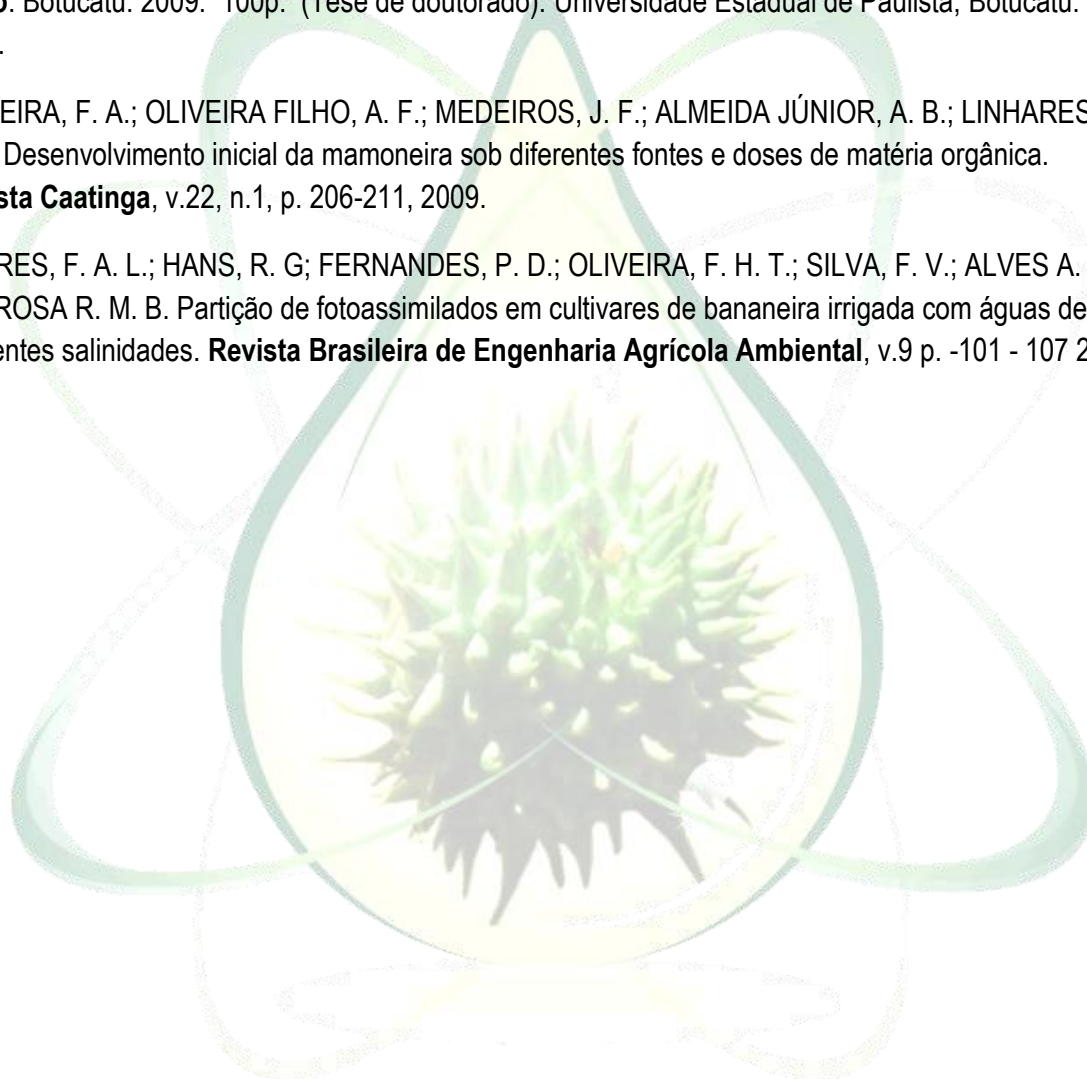 o. Botucatu. 2009. 100p. (Tese de doutorado). Universidade Estadual de Paulista, Botucatu.
.
EIRA, F. A.; OLIVEIRA FILHO, A. F.; MEDEIROS, J. F.; ALMEIDA JÚNIOR, A. B.; LINHARES
Desenvolvimento inicial da mamoneira sob diferentes fontes e doses de matéria orgânica.
sta Caatinga, v.22, n.1, p. 206-211, 2009.
RES, F. A. L.; HANS, R. G; FERNANDES, P. D.; OLIVEIRA, F. H. T.; SILVA, F. V.; ALVES A.
ROSA R. M. B. Partição de fotoassimilados em cultivares de bananeira irrigada com águas de
entes salinidades. Revista Brasileira de Engenharia Agrícola Ambiental, v.9 p. -101 - 107 2